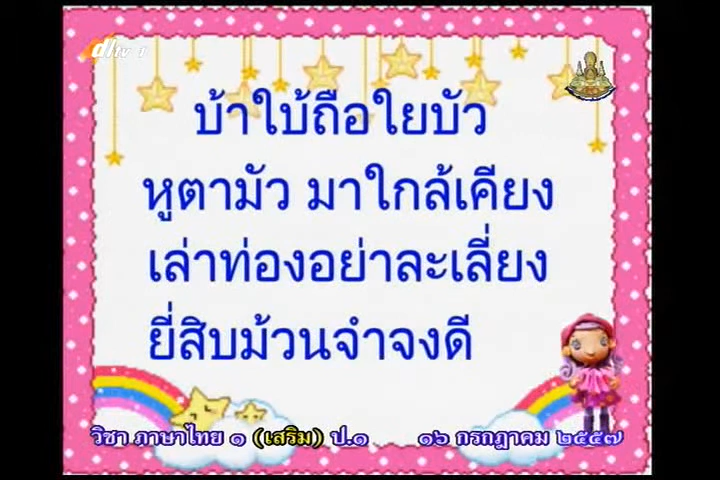 dltv 1
บ้าใบ้ถือใยบัว
หูตามัว มาใกล้เคียง
เล่าท่องอย่าละเลี่ยง
ยี่สิบม้วนจำจงดี
วิชา ภาษาไทย ๑ (เสริม) ป.๑ ๑๖ กรกฎาคม ๒๕๕๗